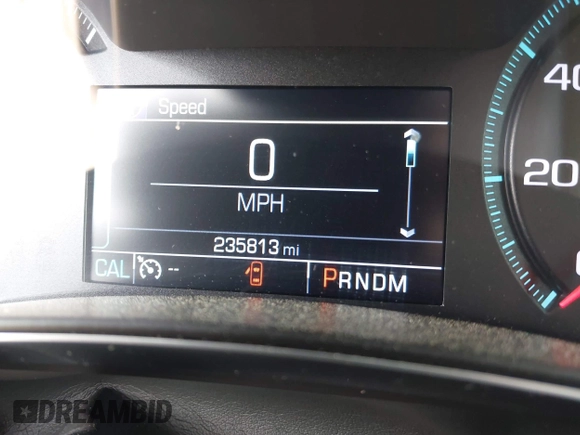 Speed
0
MPH
235813 mi
CAL -- PRNDM
40
20
DREAMBID